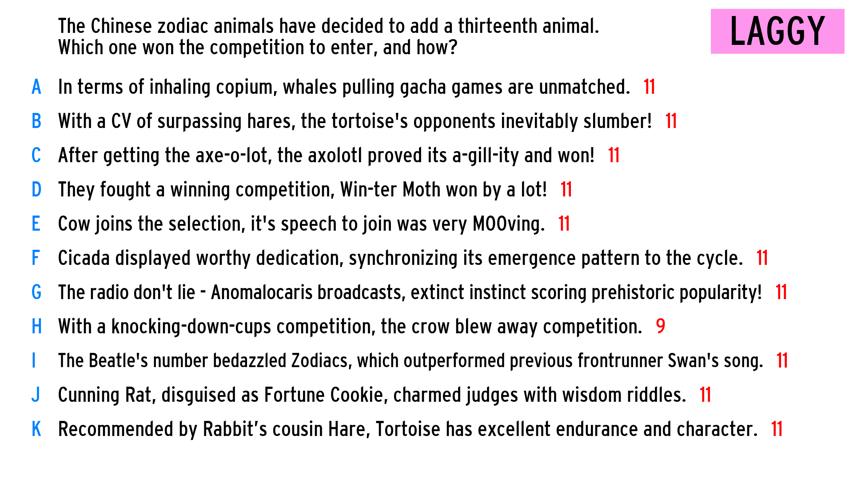 The Chinese zodiac animals have decided to add a thirteenth animal.
Which one won the competition to enter, and how?
LAGGY
A In terms of inhaling copium, whales pulling gacha games are unmatched. 11
B With a CV of surpassing hares, the tortoise's opponents inevitably slumber! 11
C After getting the axe-o-lot, the axolotl proved its a-gill-ity and won! 11
D They fought a winning competition, Win-ter Moth won by a lot! 11
E Cow joins the selection, it's speech to join was very MOOving. 11
F Cicada displayed worthy dedication, synchronizing its emergence pattern to the cycle. 11
G The radio don't lie - Anomalocaris broadcasts, extinct instinct scoring prehistoric popularity! 11
H With a knocking-down-cups competition, the crow blew away competition. 9
I The Beatle's number bedazzled Zodiacs, which outperformed previous frontrunner Swan's song. 11
J Cunning Rat, disguised as Fortune Cookie, charmed judges with wisdom riddles. 11
K Recommended by Rabbit’s cousin Hare, Tortoise has excellent endurance and character. 11